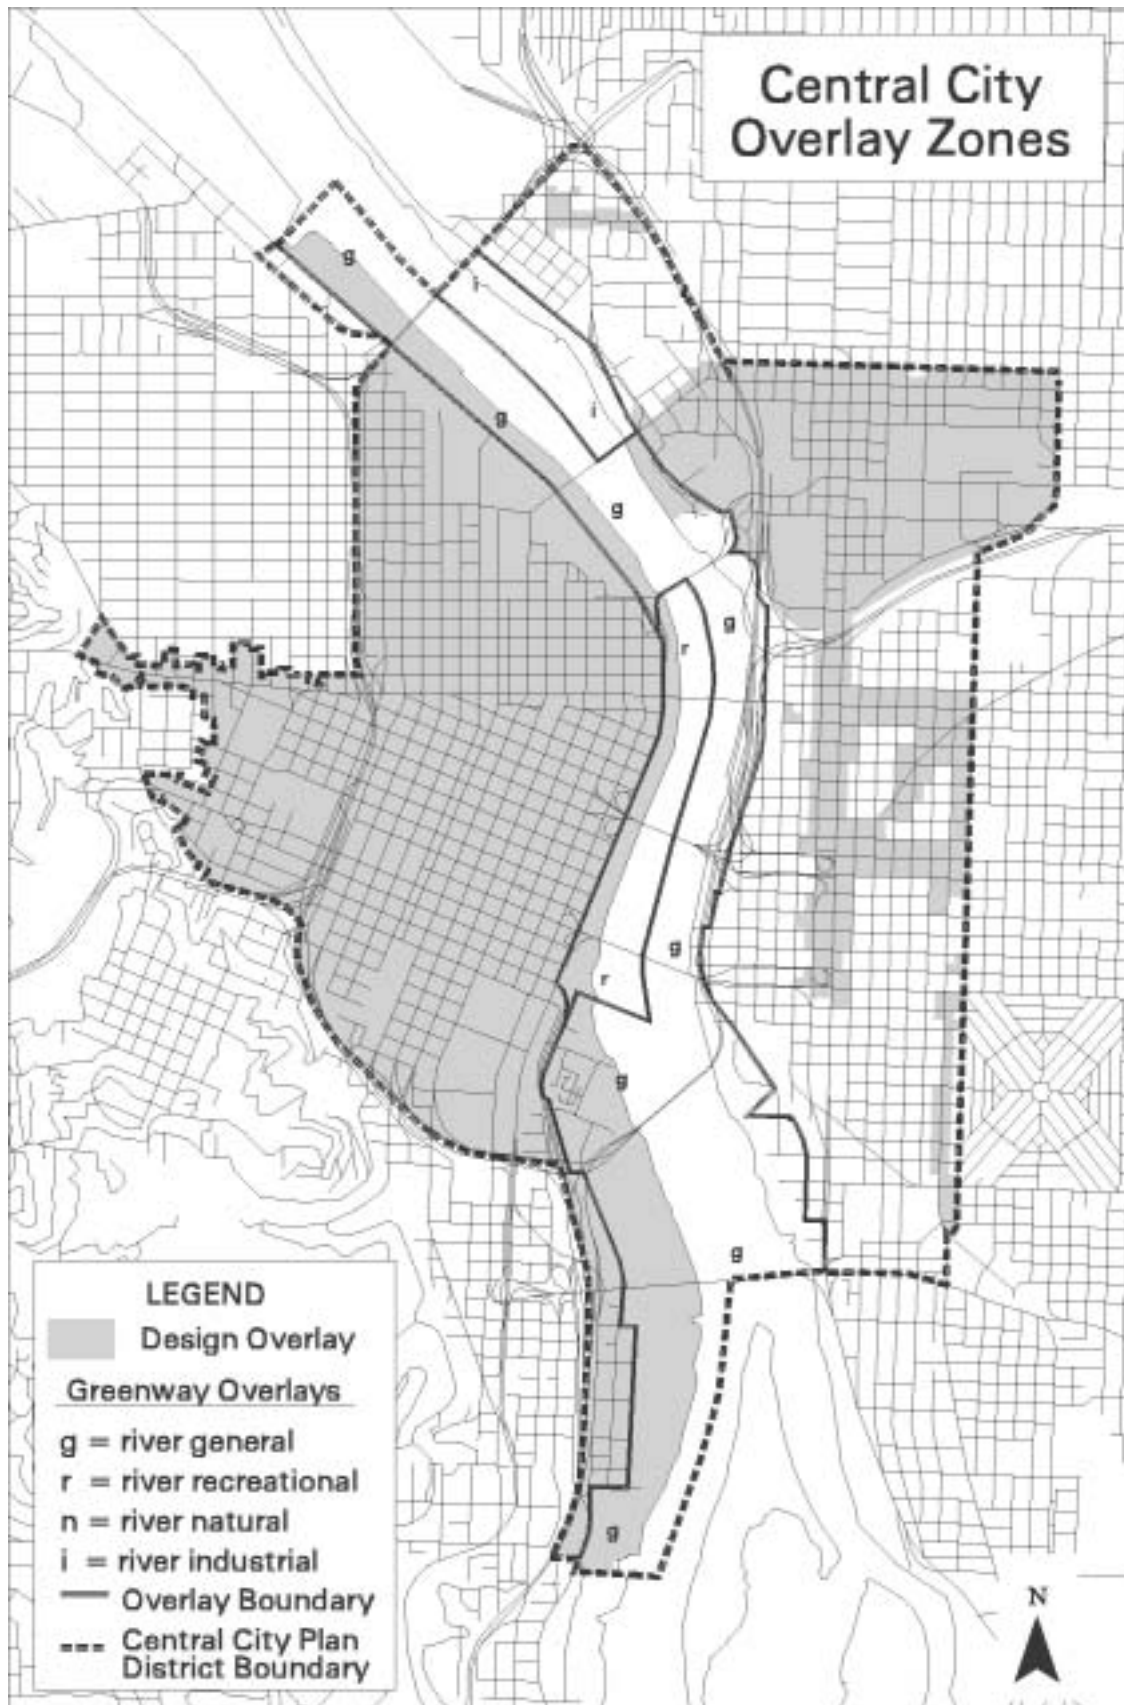 Central City
Overlay Zones
g
i
i
g
g
g
r
r
g
g
g
g
LEGEND
Design Overlay
Greenway Overlays
g = river general
r = river recreational
n = river natural
i = river industrial
Overlay Boundary
Central City Plan
District Boundary
N